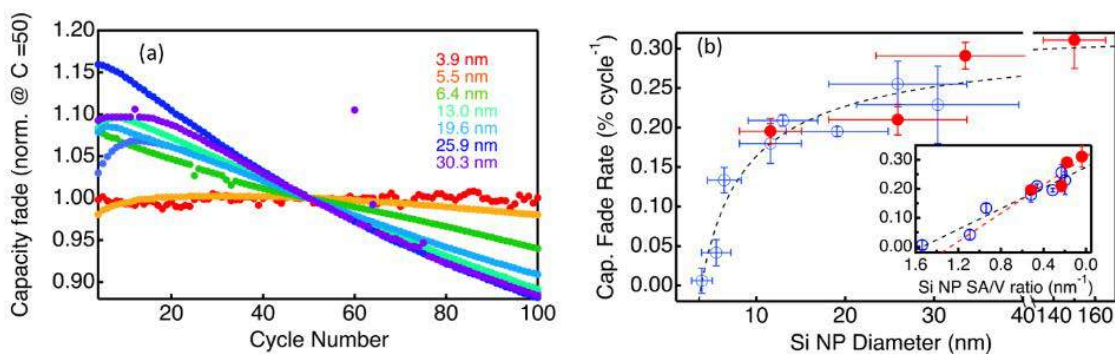 (a)
Capacity fade (norm. @ C =50)
1.20
1.15
1.10
1.05
1.00
0.95
0.90
3.9 nm
5.5 nm
6.4 nm
13.0 nm
19.6 nm
25.9 nm
30.3 nm
20
40
60
80
100
Cycle Number
(b)
Cap. Fade Rate (% cycle⁻¹)
0.30
0.25
0.20
0.15
0.10
0.05
0.00
10
20
30
40
140
160
Si NP Diameter (nm)
0.30
0.20
0.10
0.00
1.6
0.8
0.4
0.0
Si NP SA/V ratio (nm⁻¹)